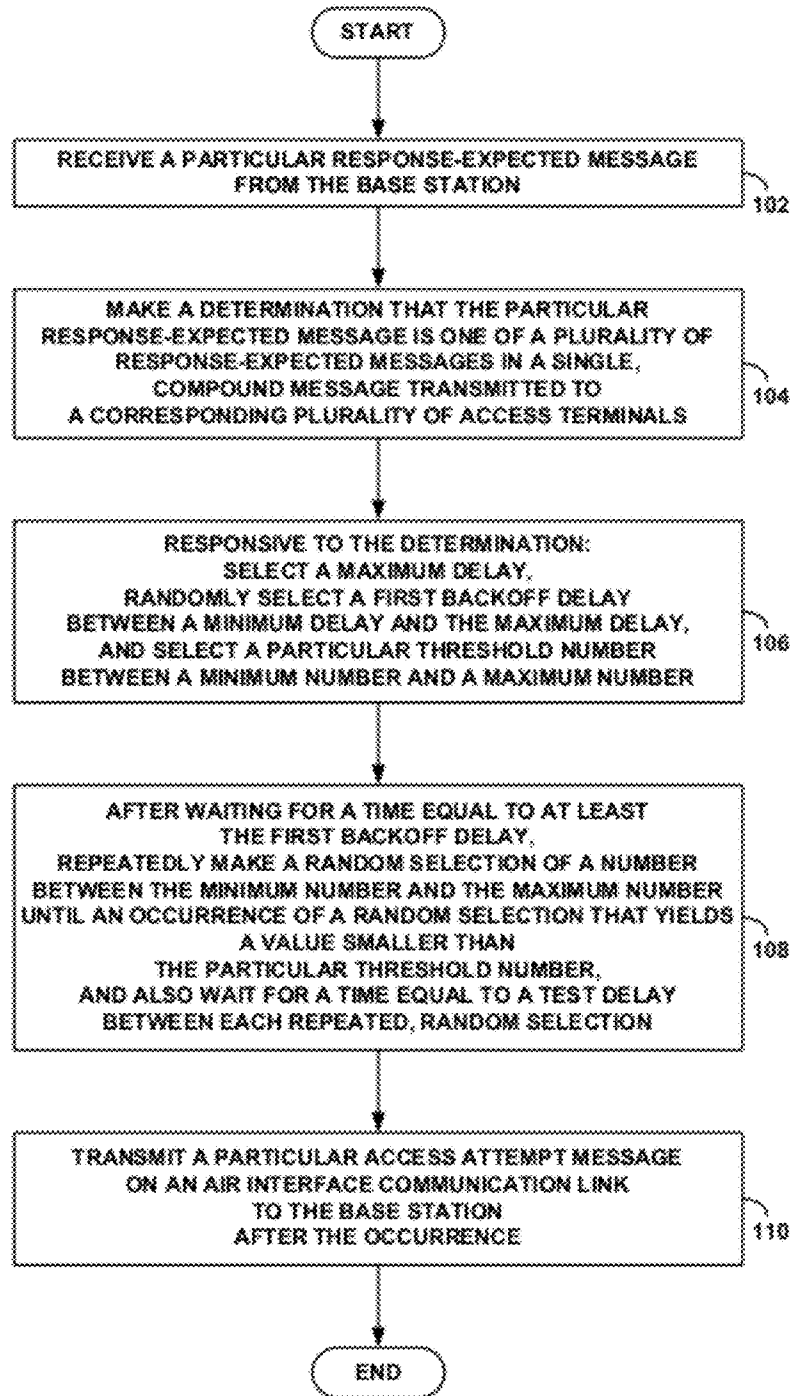 START
RECEIVE A PARTICULAR RESPONSE-EXPECTED MESSAGE
FROM THE BASE STATION
102
MAKE A DETERMINATION THAT THE PARTICULAR
RESPONSE-EXPECTED MESSAGE IS ONE OF A PLURALITY OF
RESPONSE-EXPECTED MESSAGES IN A SINGLE,
COMPOUND MESSAGE TRANSMITTED TO
A CORRESPONDING PLURALITY OF ACCESS TERMINALS
104
RESPONSIVE TO THE DETERMINATION:
SELECT A MAXIMUM DELAY,
RANDOMLY SELECT A FIRST BACKOFF DELAY
BETWEEN A MINIMUM DELAY AND THE MAXIMUM DELAY,
AND SELECT A PARTICULAR THRESHOLD NUMBER
BETWEEN A MINIMUM NUMBER AND A MAXIMUM NUMBER
106
AFTER WAITING FOR A TIME EQUAL TO AT LEAST
THE FIRST BACKOFF DELAY,
REPEATEDLY MAKE A RANDOM SELECTION OF A NUMBER
BETWEEN THE MINIMUM NUMBER AND THE MAXIMUM NUMBER
UNTIL AN OCCURRENCE OF A RANDOM SELECTION THAT YIELDS
A VALUE SMALLER THAN
THE PARTICULAR THRESHOLD NUMBER,
AND ALSO WAIT FOR A TIME EQUAL TO A TEST DELAY
BETWEEN EACH REPEATED, RANDOM SELECTION
108
TRANSMIT A PARTICULAR ACCESS ATTEMPT MESSAGE
ON AN AIR INTERFACE COMMUNICATION LINK
TO THE BASE STATION
AFTER THE OCCURRENCE
110
END